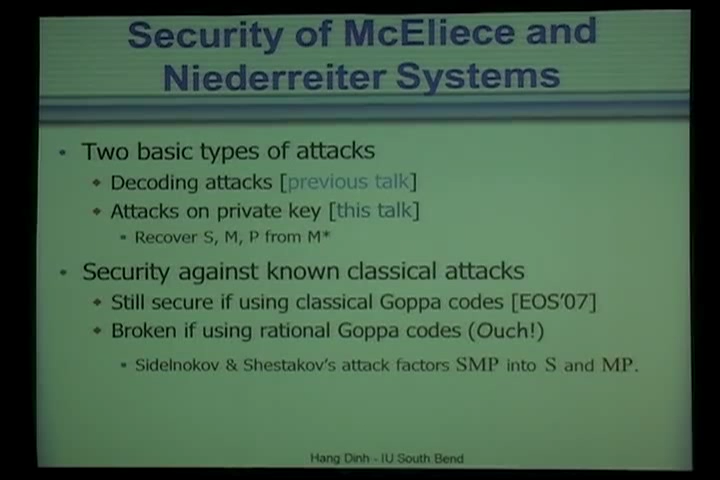 Security of McEliece and
Niederreiter Systems
• Two basic types of attacks
Decoding attacks [previous talk]
Attacks on private key [this talk]
• Recover S, M, P from M*
• Security against known classical attacks
Still secure if using classical Goppa codes [EOS'07]
Broken if using rational Goppa codes (Ouch!)
• Sidelnokov & Shestakov's attack factors SMP into S and MP.
Hang Dinh - IU South Bend